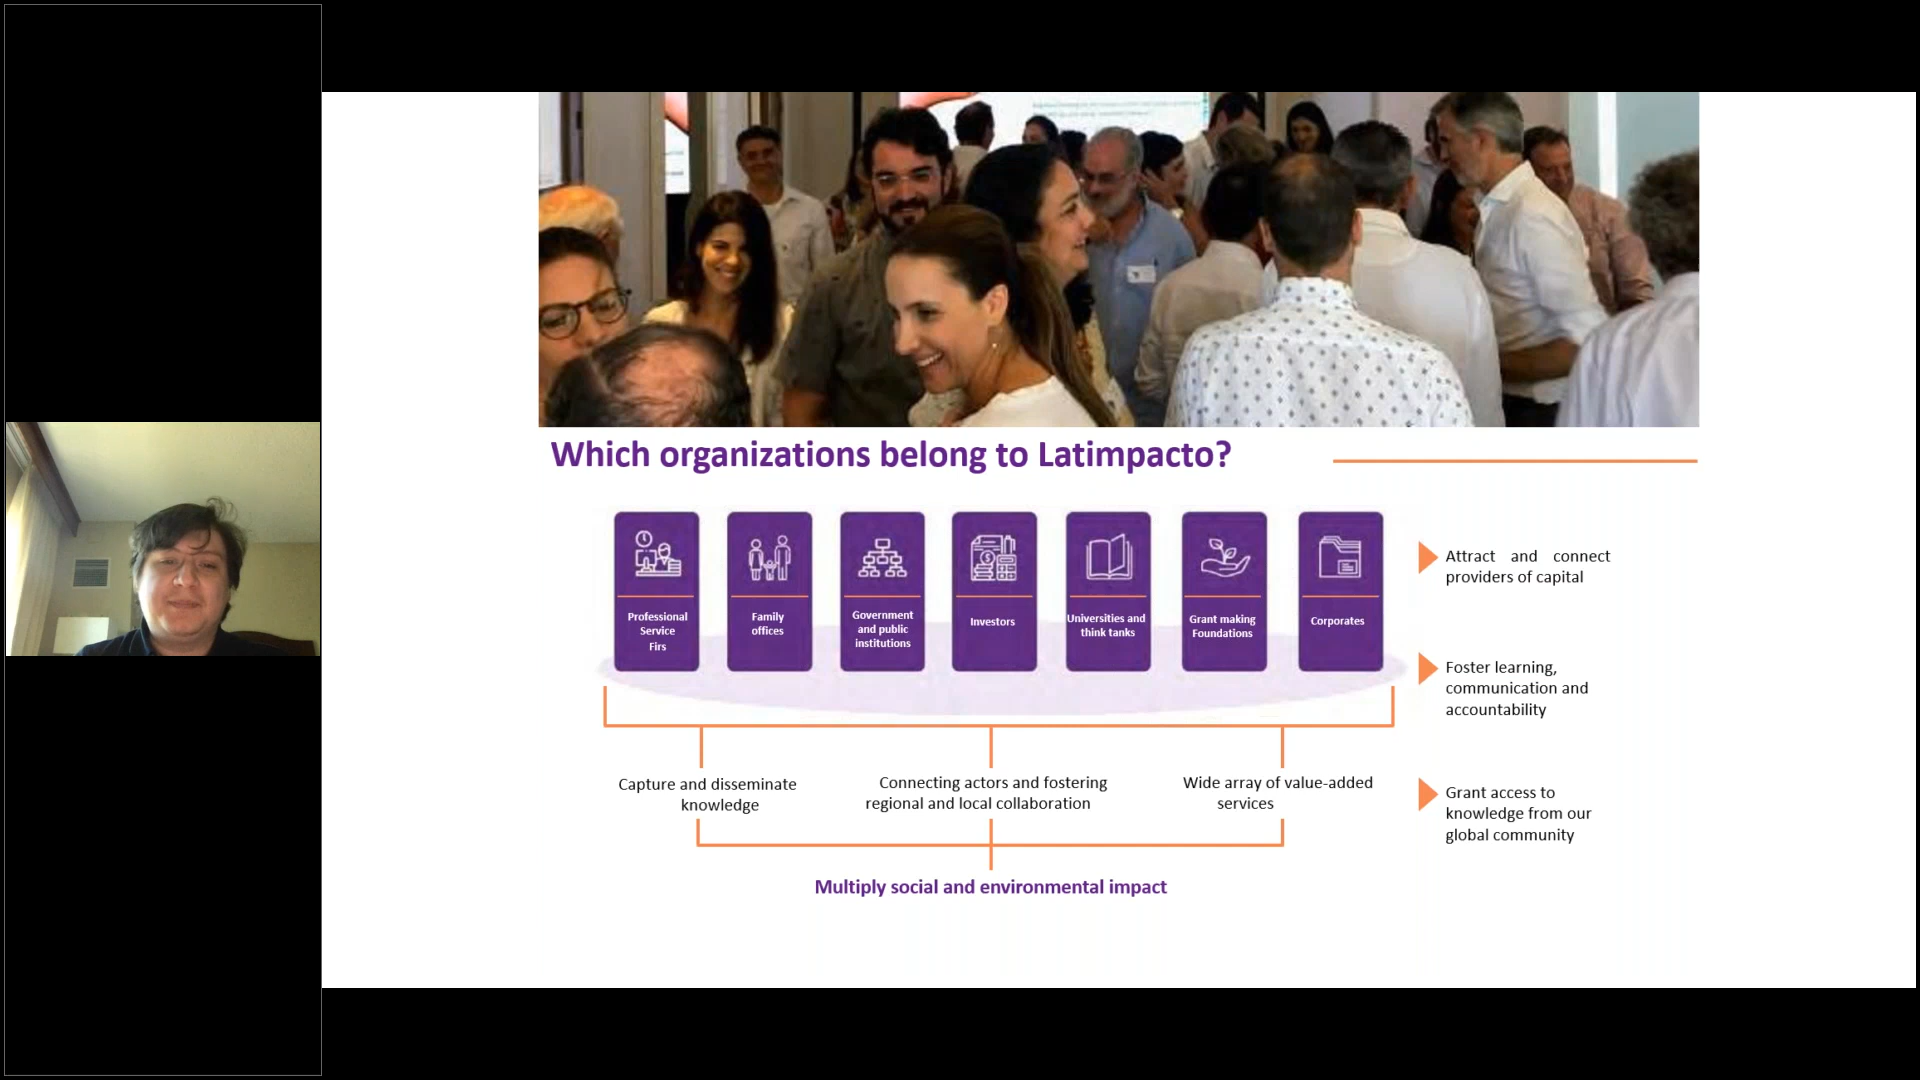 Which organizations belong to Latimpacto?
Professional
Service
Firs
Family
offices
Government
and public
institutions
Investors
Universities and
think tanks
Grant making
Foundations
Corporates
Attract and connect
providers of capital
Foster learning,
communication and
accountability
Grant access to
knowledge from our
global community
Capture and disseminate
knowledge
Connecting actors and fostering
regional and local collaboration
Wide array of value-added
services
Multiply social and environmental impact